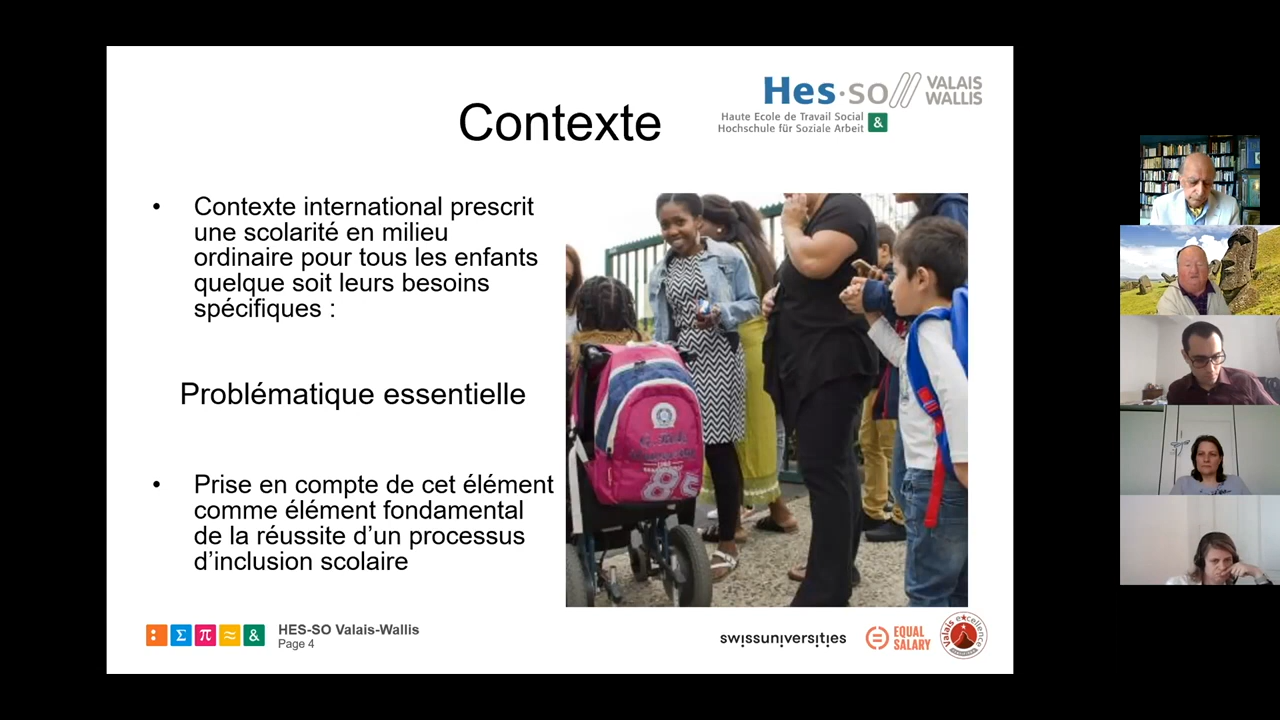 Hes·so
VALAIS
WALLIS
Haute Ecole de Travail Social
Hochschule für Soziale Arbeit
&
Contexte
• Contexte international prescrit
une scolarité en milieu
ordinaire pour tous les enfants
quelque soit leurs besoins
spécifiques :
Problématique essentielle
• Prise en compte de cet élément
comme élément fondamental
de la réussite d’un processus
d’inclusion scolaire
85
: Σ π ≈ &
HES-SO Valais-Wallis
Page 4
swissuniversities
EQUAL
SALARY
Valais excellence